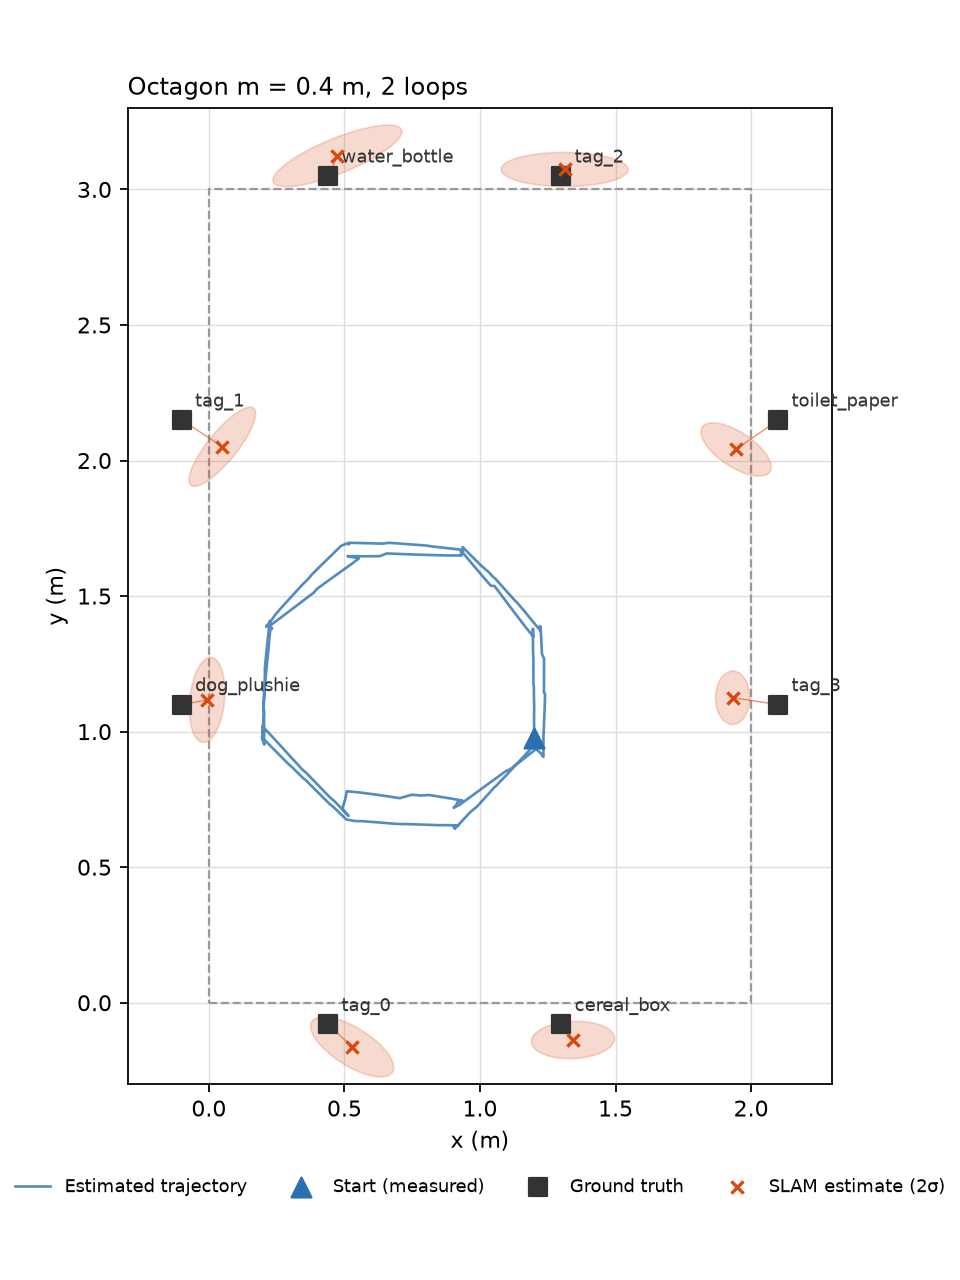 Octagon m = 0.4 m, 2 loops
water_bottle
tag_2
3.0
2.5
tag_1
toilet_paper
2.0
y (m)
1.5
dog_plushie
tag_3
1.0
0.5
tag_0
cereal_box
0.0
0.0 0.5 1.0 1.5 2.0
x (m)
Estimated trajectory Start (measured) Ground truth SLAM estimate (2σ)